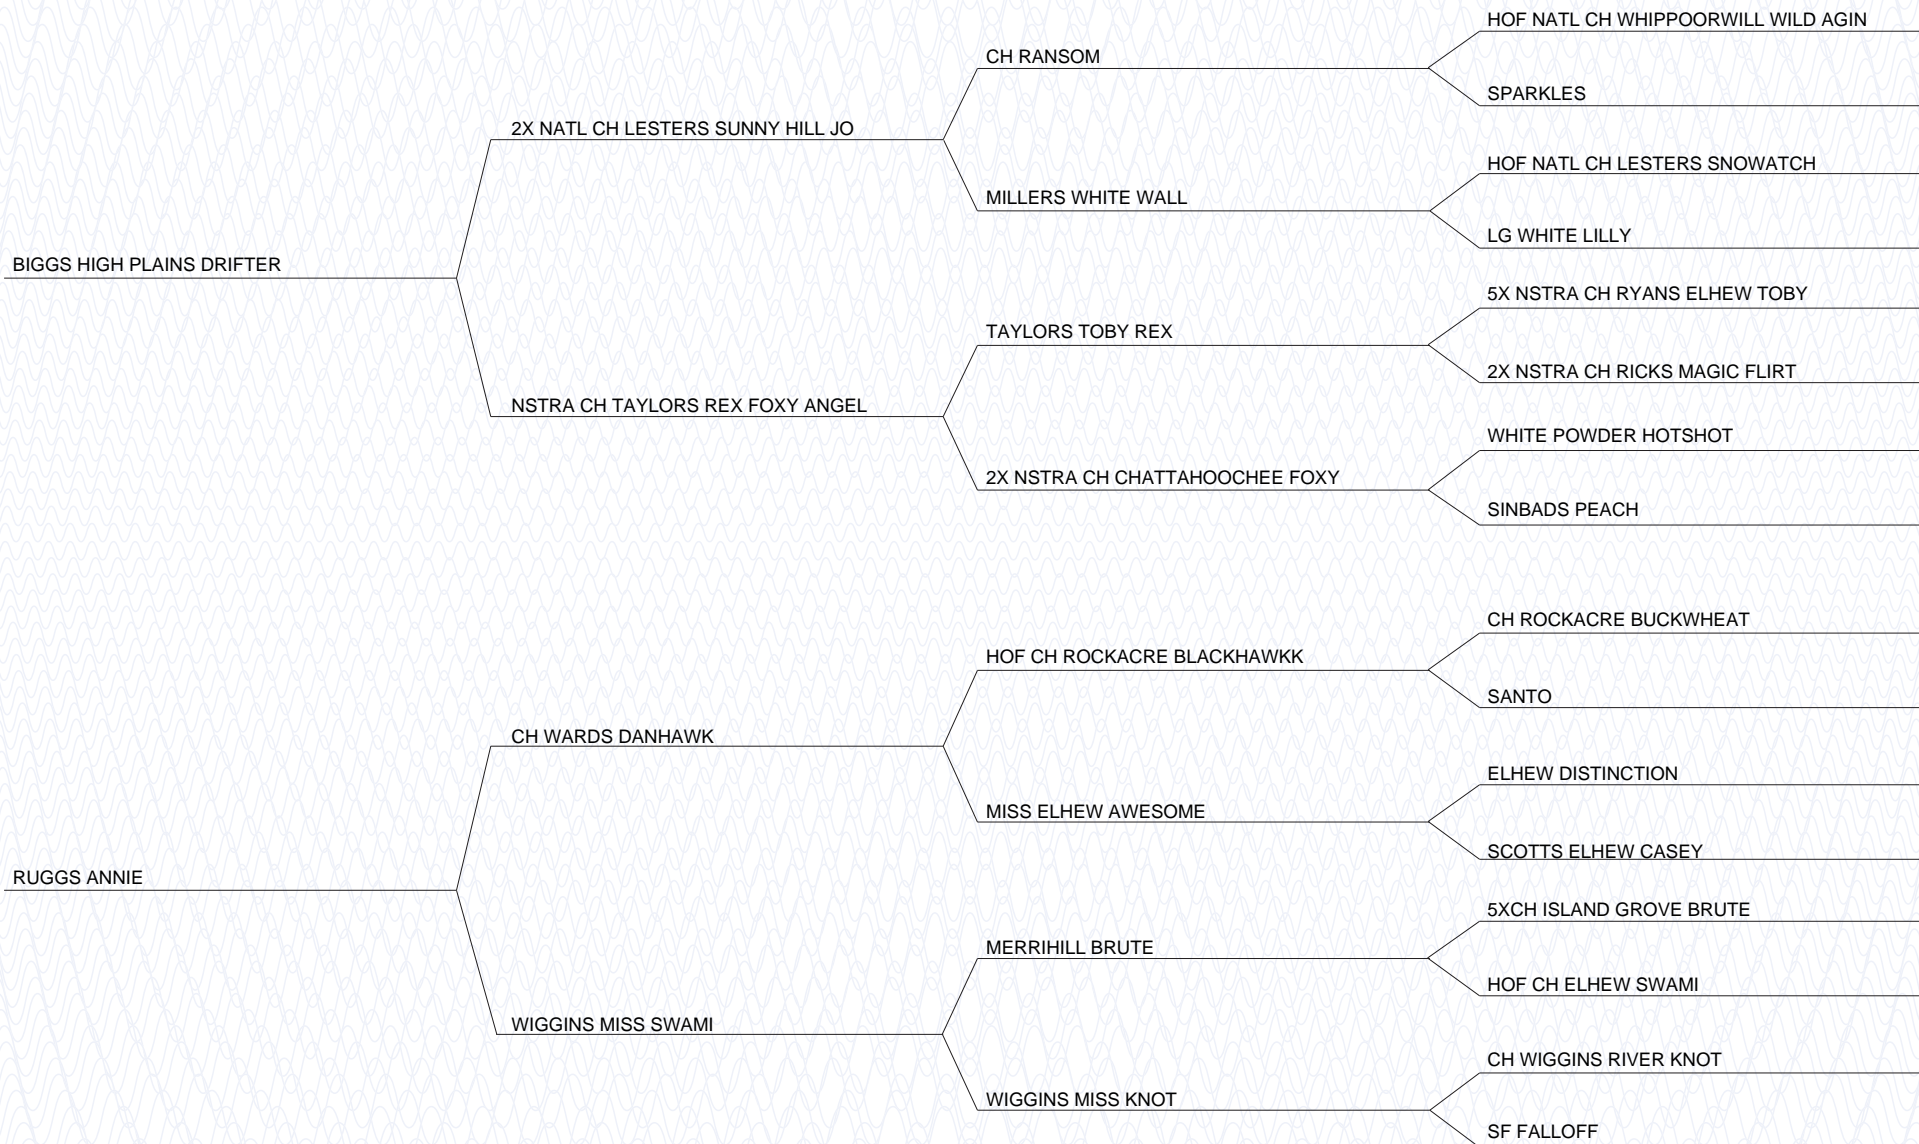 HOF NATL CH WHIPPOORWILL WILD AGIN
CH RANSOM
SPARKLES
2X NATL CH LESTERS SUNNY HILL JO
HOF NATL CH LESTERS SNOWATCH
MILLERS WHITE WALL
LG WHITE LILLY
BIGGS HIGH PLAINS DRIFTER
5X NSTRA CH RYANS ELHEW TOBY
TAYLORS TOBY REX
2X NSTRA CH RICKS MAGIC FLIRT
NSTRA CH TAYLORS REX FOXY ANGEL
WHITE POWDER HOTSHOT
2X NSTRA CH CHATTAHOOCHEE FOXY
SINBADS PEACH
CH ROCKACRE BUCKWHEAT
HOF CH ROCKACRE BLACKHAWKK
SANTO
CH WARDS DANHAWK
ELHEW DISTINCTION
MISS ELHEW AWESOME
SCOTTS ELHEW CASEY
RUGGS ANNIE
5XCH ISLAND GROVE BRUTE
MERRIHILL BRUTE
HOF CH ELHEW SWAMI
WIGGINS MISS SWAMI
CH WIGGINS RIVER KNOT
WIGGINS MISS KNOT
SF FALLOFF